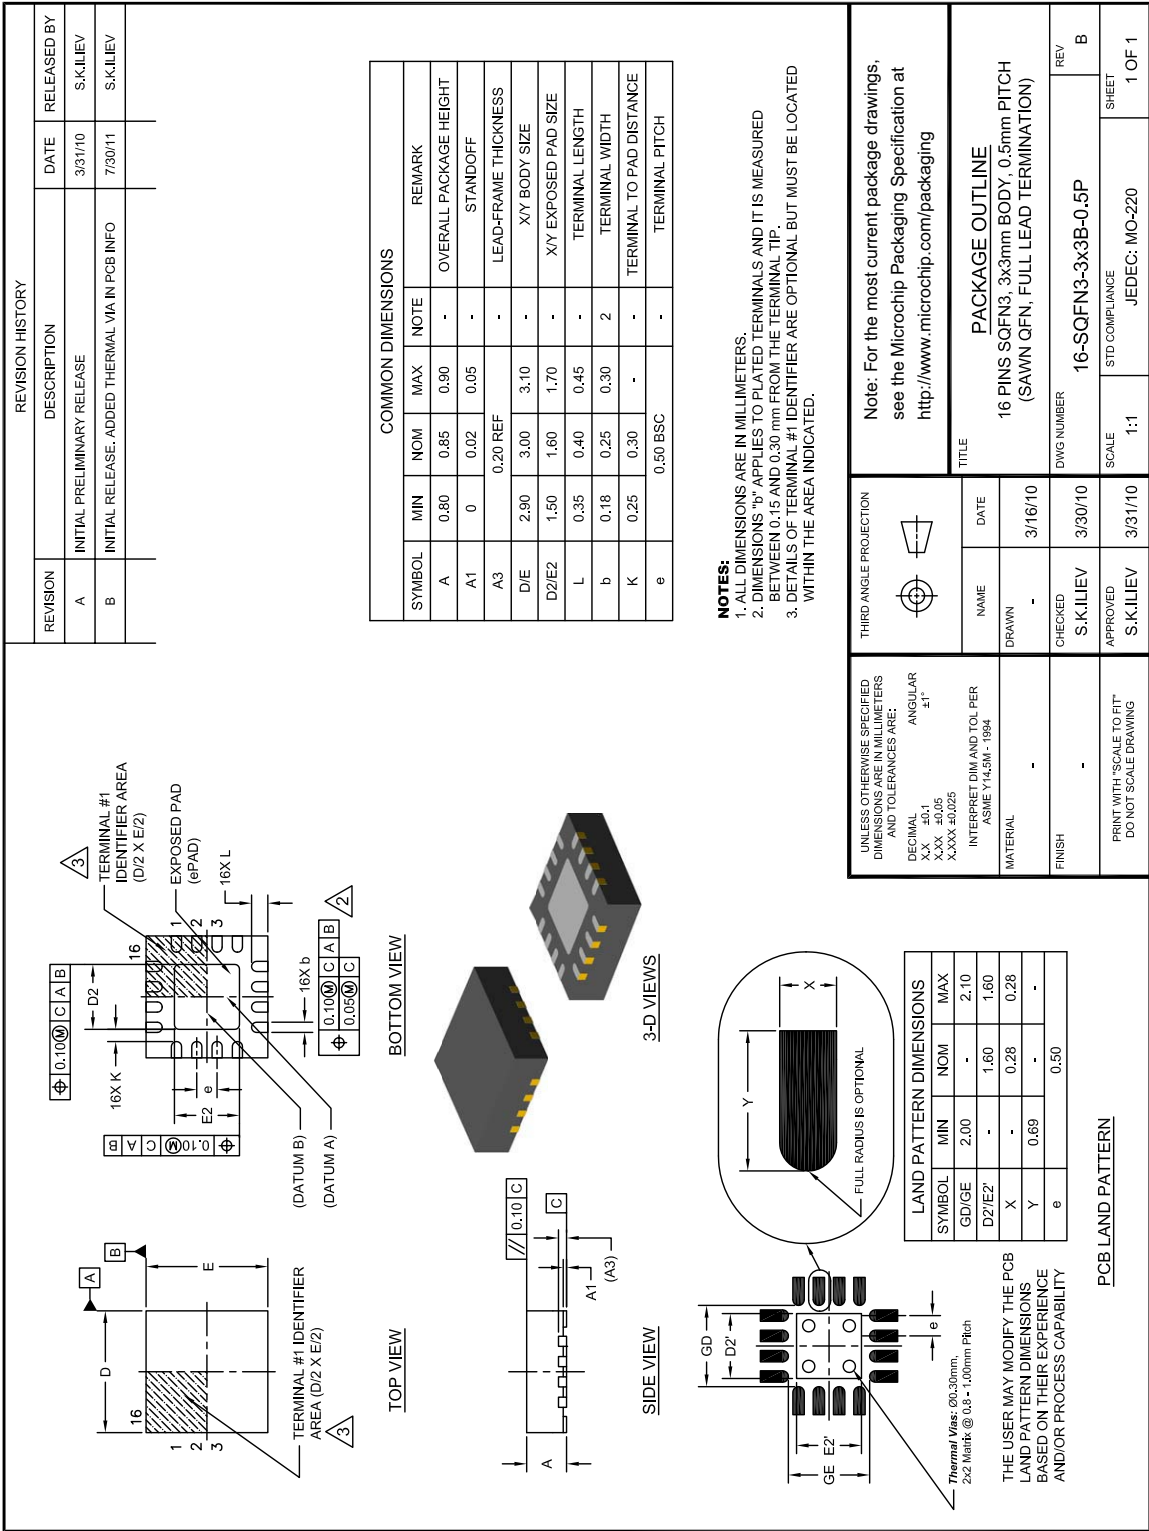 REVISION HISTORY
REVISION DESCRIPTION DATE RELEASED BY
A INITIAL PRELIMINARY RELEASE 3/31/10 S.K.ILIEV
B INITIAL RELEASE. ADDED THERMAL VIA IN PCB INFO 7/30/11 S.K.ILIEV
D
A
B
E
16
1
2
3
TERMINAL #1 IDENTIFIER
AREA (D/2 X E/2)
3
TOP VIEW
0.10 M C A B
D2
16X K
E2
e
0.10 M C A B
16
1
2
3
3
TERMINAL #1
IDENTIFIER AREA
(D/2 X E/2)
EXPOSED PAD
(ePAD)
16X L
16X b
0.10 M C A B
0.05 M C
2
(DATUM B)
(DATUM A)
BOTTOM VIEW
A
// 0.10 C
C
A1
(A3)
SIDE VIEW
3-D VIEWS
COMMON DIMENSIONS
SYMBOL MIN NOM MAX NOTE REMARK
A 0.80 0.85 0.90 - OVERALL PACKAGE HEIGHT
A1 0 0.02 0.05 - STANDOFF
A3 0.20 REF - LEAD-FRAME THICKNESS
D/E 2.90 3.00 3.10 - X/Y BODY SIZE
D2/E2 1.50 1.60 1.70 - X/Y EXPOSED PAD SIZE
L 0.35 0.40 0.45 - TERMINAL LENGTH
b 0.18 0.25 0.30 2 TERMINAL WIDTH
K 0.25 0.30 - - TERMINAL TO PAD DISTANCE
e 0.50 BSC - TERMINAL PITCH
NOTES:
1. ALL DIMENSIONS ARE IN MILLIMETERS.
2. DIMENSIONS "b" APPLIES TO PLATED TERMINALS AND IT IS MEASURED
BETWEEN 0.15 AND 0.30 mm FROM THE TERMINAL TIP.
3. DETAILS OF TERMINAL #1 IDENTIFIER ARE OPTIONAL BUT MUST BE LOCATED
WITHIN THE AREA INDICATED.
GD
D2'
GE
E2'
e
Thermal Vias: Ø0.30mm,
2x2 Matrix @ 0.8 - 1.00mm Pitch
Y
X
FULL RADIUS IS OPTIONAL
THE USER MAY MODIFY THE PCB
LAND PATTERN DIMENSIONS
BASED ON THEIR EXPERIENCE
AND/OR PROCESS CAPABILITY
LAND PATTERN DIMENSIONS
SYMBOL MIN NOM MAX
GD/GE 2.00 - 2.10
D2'/E2' - 1.60 1.60
X - 0.28 0.28
Y 0.69 - -
e 0.50
PCB LAND PATTERN
UNLESS OTHERWISE SPECIFIED
DIMENSIONS ARE IN MILLIMETERS
AND TOLERANCES ARE:
DECIMAL ANGULAR
X.X ±0.1 ±1°
X.XX ±0.05
X.XXX ±0.025
INTERPRET DIM AND TOL PER
ASME Y14.5M - 1994
MATERIAL
-
FINISH
-
PRINT WITH "SCALE TO FIT"
DO NOT SCALE DRAWING
THIRD ANGLE PROJECTION
NAME DATE
DRAWN
- 3/16/10
CHECKED
S.K.ILIEV 3/30/10
APPROVED
S.K.ILIEV 3/31/10
Note: For the most current package drawings,
see the Microchip Packaging Specification at
http://www.microchip.com/packaging
TITLE
PACKAGE OUTLINE
16 PINS SQFN3, 3x3mm BODY, 0.5mm PITCH
(SAWN QFN, FULL LEAD TERMINATION)
DWG NUMBER
16-SQFN3-3x3B-0.5P
REV
B
SCALE
1:1
STD COMPLIANCE
JEDEC: MO-220
SHEET
1 OF 1